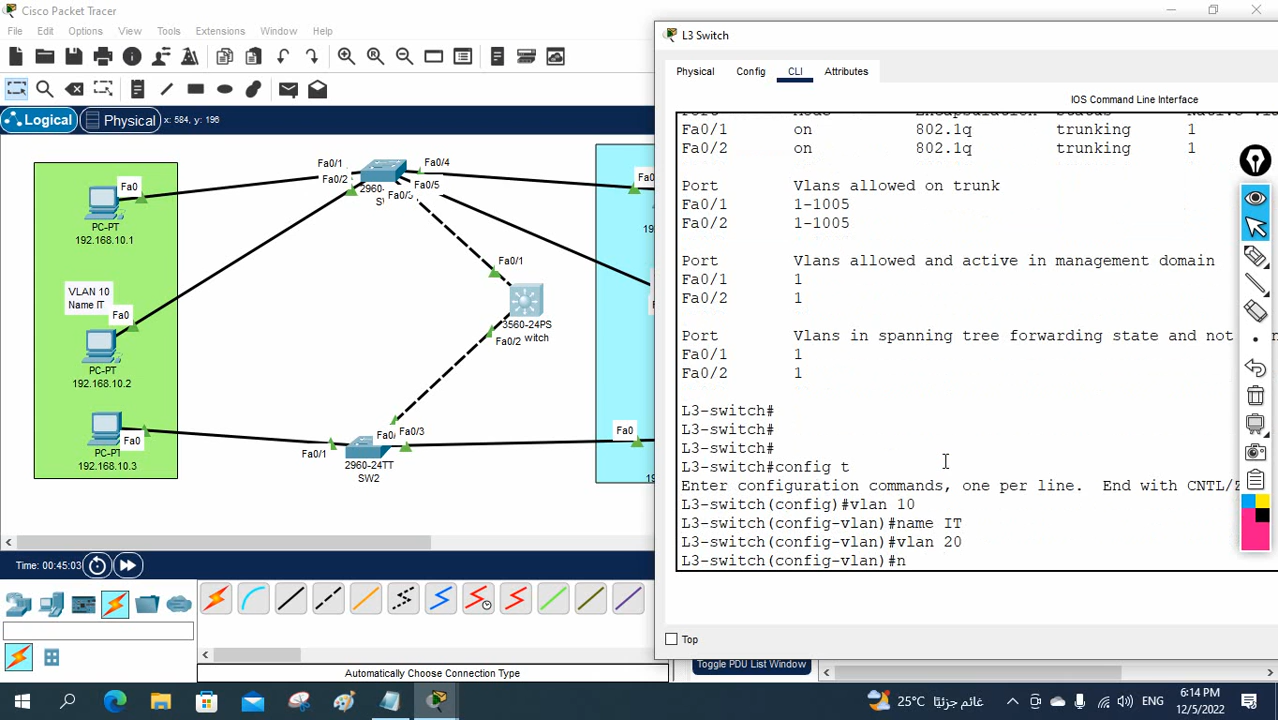 Cisco Packet Tracer
File Edit Options View Tools Extensions Window Help
Logical Physical x: 584, y: 196
Fa0
PC-PT
192.168.10.1
VLAN 10
Name IT
Fa0
PC-PT
192.168.10.2
Fa0
PC-PT
192.168.10.3
Fa0/1
Fa0/2
Fa0/4
Fa0/5
2960-
Fa0/1
3560-24PS
witch
Fa0/2
Fa0/3
Fa0/1
2960-24TT
SW2
Fa0
L3 Switch
Physical Config CLI Attributes
IOS Command Line Interface
Fa0/1 on 802.1q trunking 1
Fa0/2 on 802.1q trunking 1
Port Vlans allowed on trunk
Fa0/1 1-1005
Fa0/2 1-1005
Port Vlans allowed and active in management domain
Fa0/1 1
Fa0/2 1
Port Vlans in spanning tree forwarding state and not
Fa0/1 1
Fa0/2 1
L3-switch#
L3-switch#
L3-switch#
L3-switch#config t
Enter configuration commands, one per line. End with CNTL/Z
L3-switch(config)#vlan 10
L3-switch(config-vlan)#name IT
L3-switch(config-vlan)#vlan 20
L3-switch(config-vlan)#n
Top
Time: 00:45:03
Automatically Choose Connection Type
Toggle PDU List Window
25°C غائم جزئيًا
ENG
6:14 PM
12/5/2022